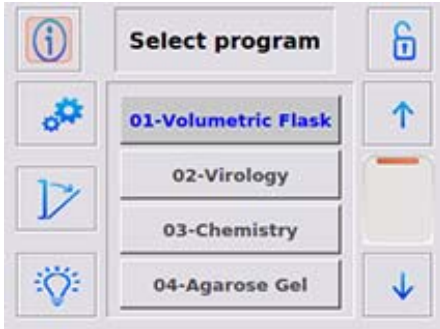 Select program
01-Volumetric Flask
02-Virology
03-Chemistry
04-Agarose Gel